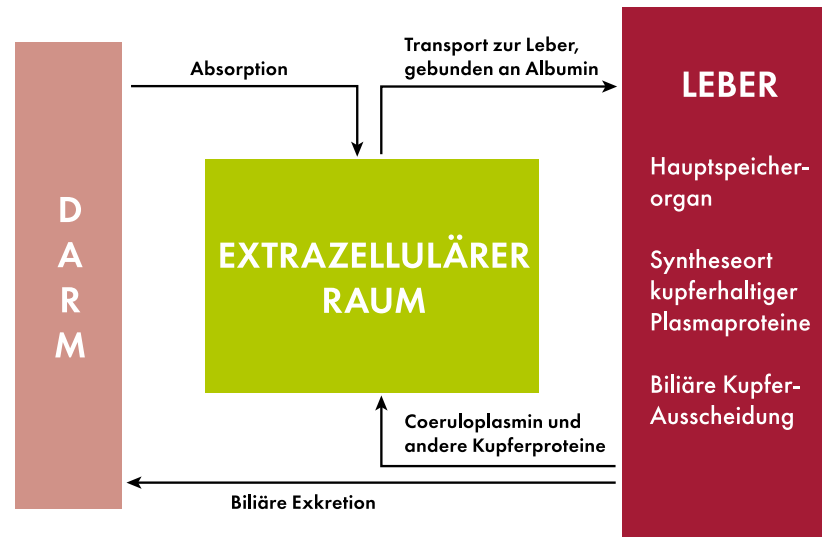 DARM
Absorption
Transport zur Leber,
gebunden an Albumin
EXTRAZELLULÄRER
RAUM
Coeruloplasmin und
andere Kupferproteine
Biliäre Exkretion
LEBER
Hauptspeicher-
organ
Syntheseort
kupferhaltiger
Plasmaproteine
Biliäre Kupfer-
Ausscheidung